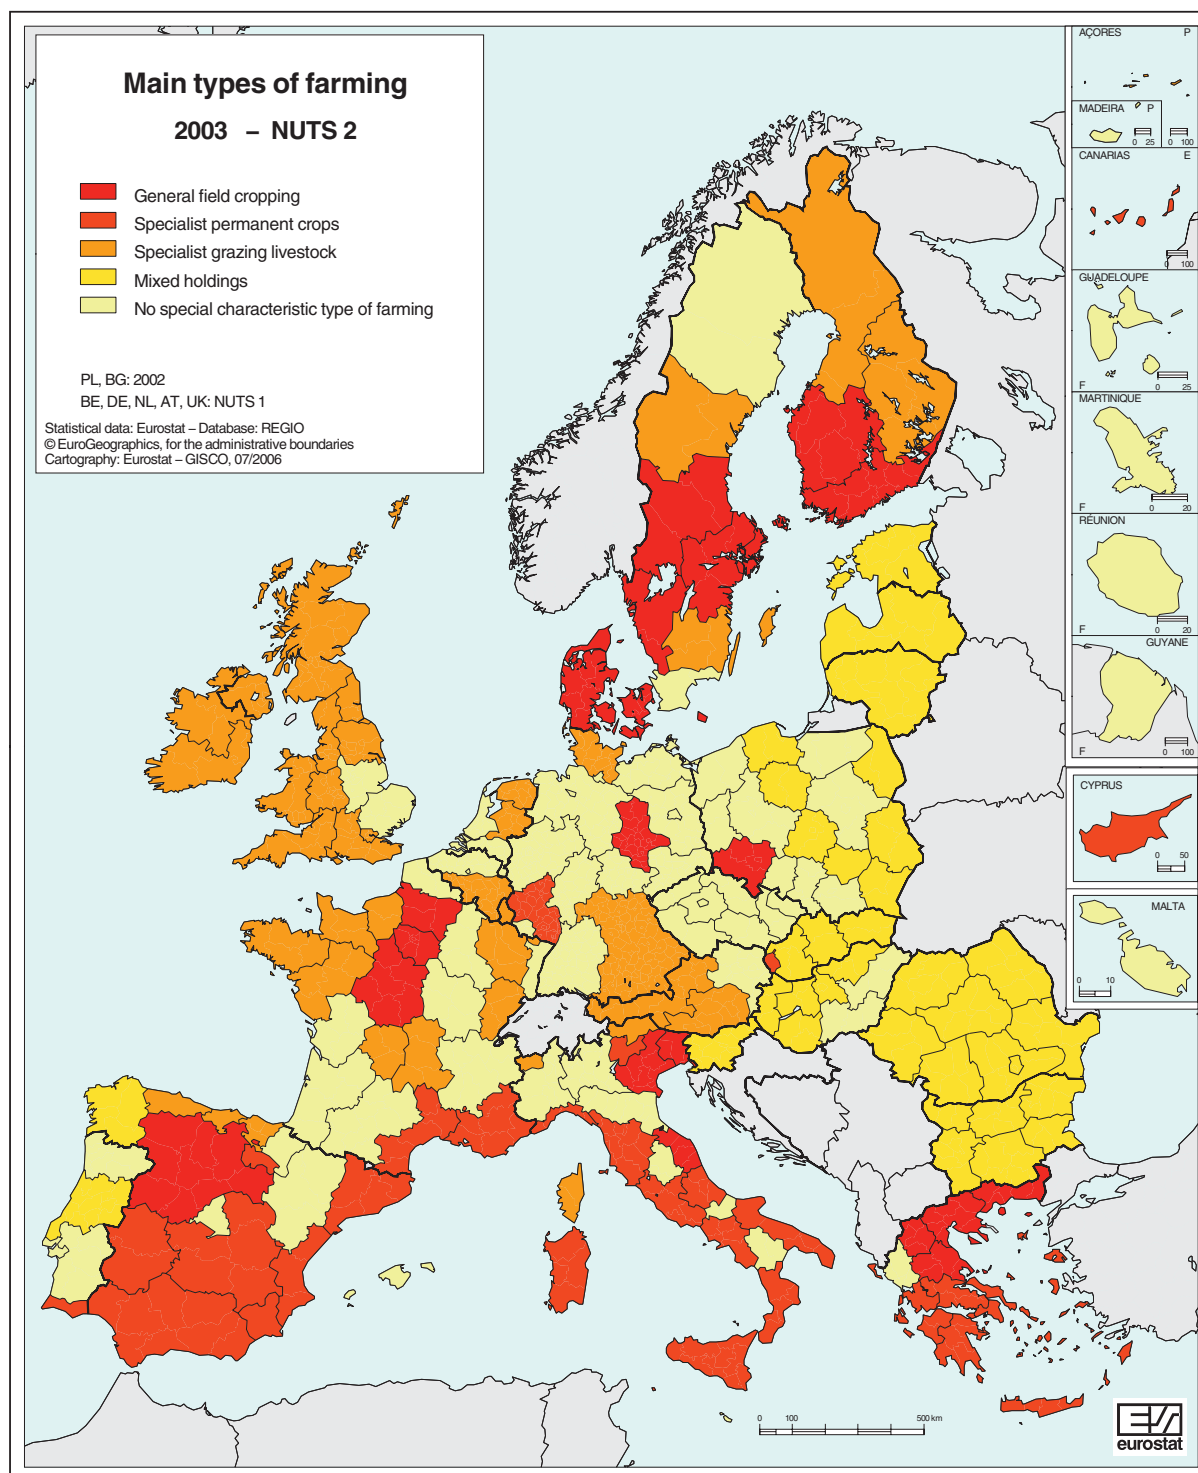 Main types of farming
2003 – NUTS 2
General field cropping
Specialist permanent crops
Specialist grazing livestock
Mixed holdings
No special characteristic type of farming
PL, BG: 2002
BE, DE, NL, AT, UK: NUTS 1
Statistical data: Eurostat – Database: REGIO
© EuroGeographics, for the administrative boundaries
Cartography: Eurostat – GISCO, 07/2006
AÇORES P
MADEIRA P
0 25 0 100
CANARIAS E
0 100
GUADELOUPE
F 0 25
MARTINIQUE
F 0 20
RÉUNION
F 0 20
GUYANE
F 0 100
CYPRUS
0 50
MALTA
0 10
0 100 500 km
eurostat